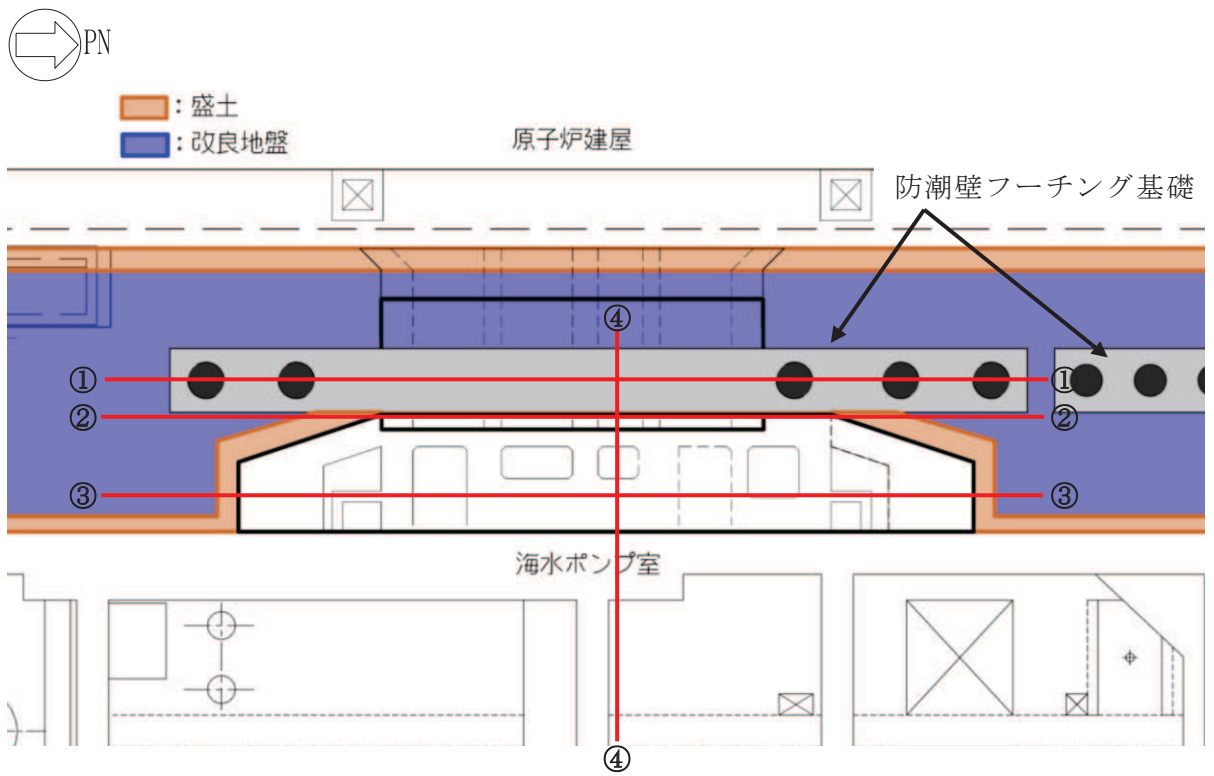 PN
：盛土
：改良地盤
原子炉建屋
防潮壁フーチング基礎
④
① ①
② ②
③ ③
海水ポンプ室
④